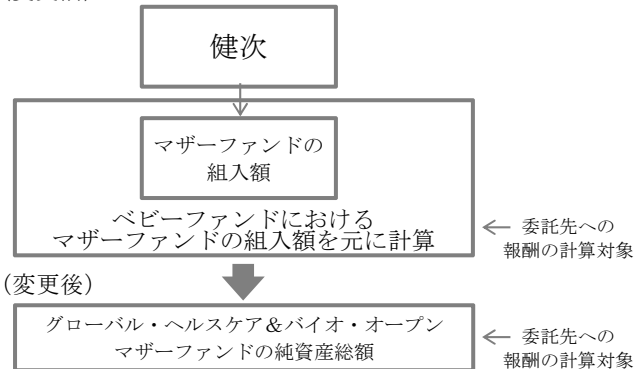 健次
マザーファンドの
組入額
ベビーファンドにおける
マザーファンドの組入額を元に計算
← 委託先への
報酬の計算対象
(変更後)
グローバル・ヘルスケア＆バイオ・オープン
マザーファンドの純資産総額
← 委託先への
報酬の計算対象